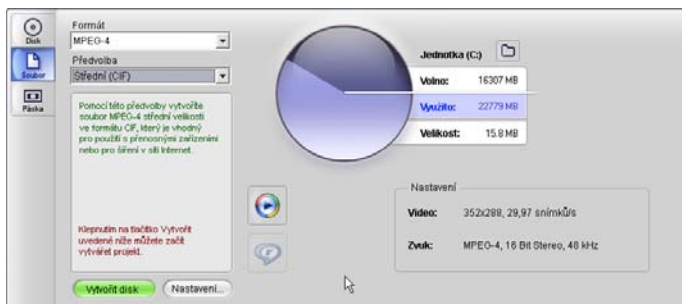 Disk
Soubor
Páska
Formát
MPEG-4
Předvolba
Střední (CIF)
Pomocí této předvolby vytvoříte
soubor MPEG-4 střední velikosti
ve formátu CIF, který je vhodný
pro použití s přenosnými zařízeními
nebo pro šíření v síti Internet.
Klepnutím na tlačítko Vytvořit
uvedené níže můžete začít
vytvářet projekt.
Vytvořit disk
Nastavení...
Jednotka (C:)
Volno: 16307 MB
Využito: 22779 MB
Velikost: 15.8 MB
Nastavení
Video: 352x288, 29,97 snímků/s
Zvuk: MPEG-4, 16 Bit Stereo, 48 kHz